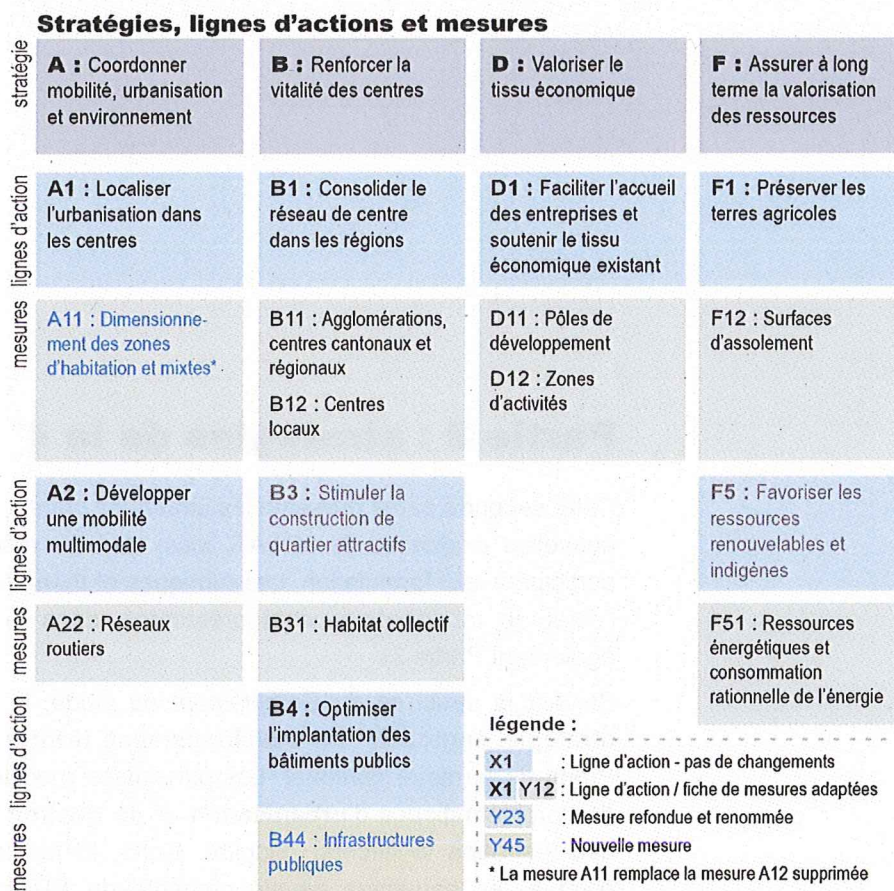 Stratégies, lignes d'actions et mesures
stratégie
A : Coordonner
mobilité, urbanisation
et environnement
B : Renforcer la
vitalité des centres
D : Valoriser le
tissu économique
F : Assurer à long
terme la valorisation
des ressources
lignes d'action
A1 : Localiser
l'urbanisation dans
les centres
B1 : Consolider le
réseau de centre
dans les régions
D1 : Faciliter l'accueil
des entreprises et
soutenir le tissu
économique existant
F1 : Préserver les
terres agricoles
mesures
A11 : Dimensionne-
ment des zones
d'habitation et mixtes*
B11 : Agglomérations,
centres cantonaux et
régionaux
B12 : Centres
locaux
D11 : Pôles de
développement
D12 : Zones
d'activités
F12 : Surfaces
d'assolement
lignes d'action
A2 : Développer
une mobilité
multimodale
B3 : Stimuler la
construction de
quartier attractifs
F5 : Favoriser les
ressources
renouvelables et
indigènes
mesures
A22 : Réseaux
routiers
B31 : Habitat collectif
F51 : Ressources
énergétiques et
consommation
rationnelle de l'énergie
lignes d'action
B4 : Optimiser
l'implantation des
bâtiments publics
mesures
B44 : Infrastructures
publiques
légende :
X1 : Ligne d'action - pas de changements
X1 Y12 : Ligne d'action / fiche de mesures adaptées
Y23 : Mesure refondue et renommée
Y45 : Nouvelle mesure
* La mesure A11 remplace la mesure A12 supprimée